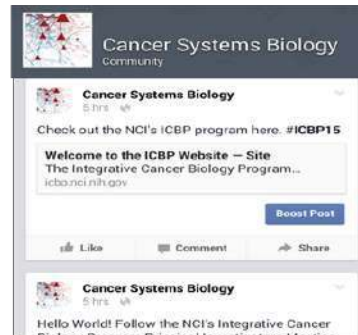 Cancer Systems Biology
Community
Cancer Systems Biology
5 hrs
Check out the NCI's ICBP program here. #ICBP15
Welcome to the ICBP Website — Site
The Integrative Cancer Biology Program...
icbp.nci.nih.gov
Boost Post
Like Comment Share
Cancer Systems Biology
5 hrs
Hello World! Follow the NCI's Integrative Cancer